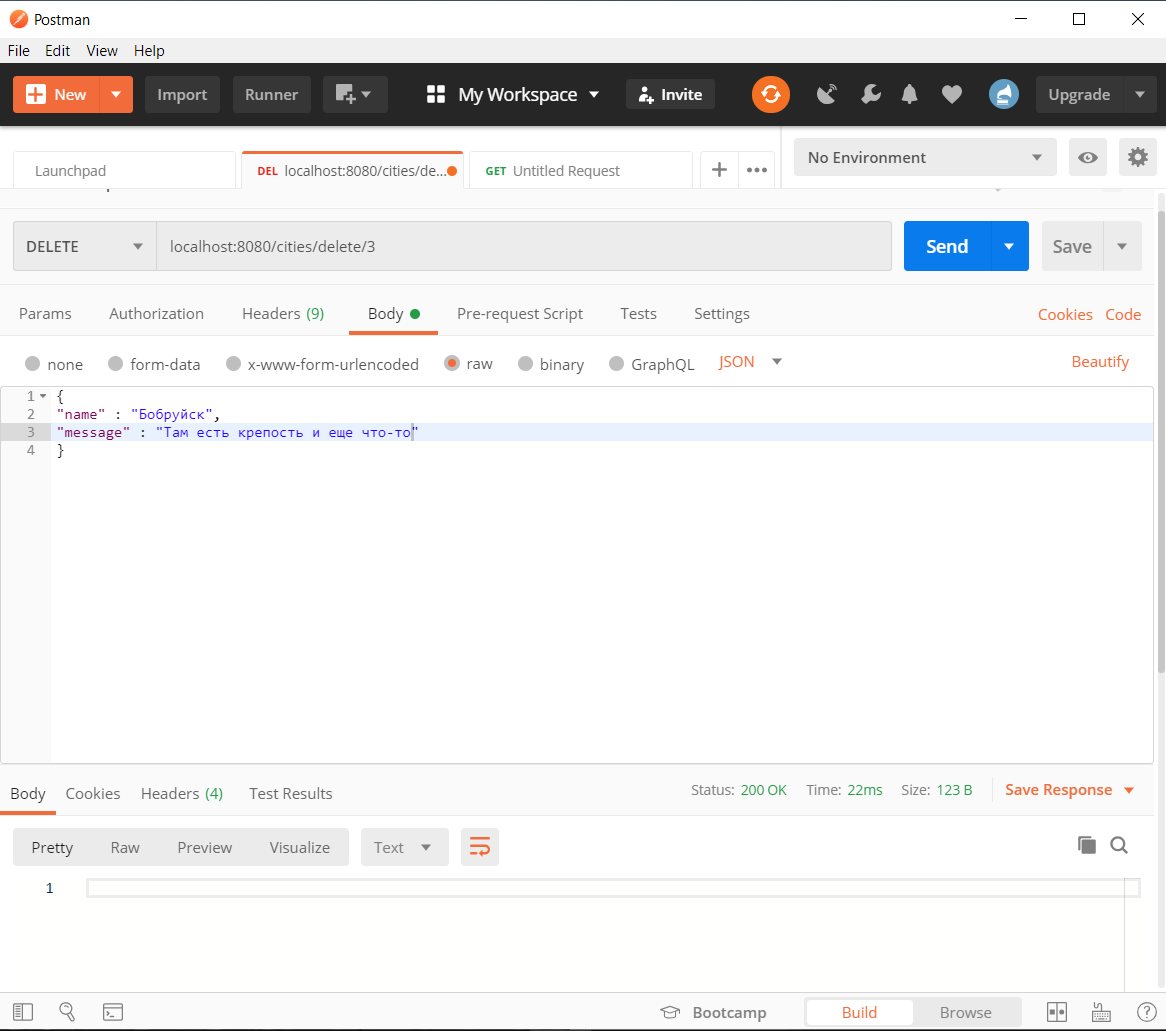 Postman
File Edit View Help
New Import Runner My Workspace Invite Upgrade
Launchpad DEL localhost:8080/cities/de... GET Untitled Request No Environment
DELETE localhost:8080/cities/delete/3 Send Save
Params Authorization Headers (9) Body Pre-request Script Tests Settings Cookies Code
none form-data x-www-form-urlencoded raw binary GraphQL JSON Beautify
1 {
2 "name" : "Бобруйск",
3 "message" : "Там есть крепость и еще что-то"
4 }
Body Cookies Headers (4) Test Results Status: 200 OK Time: 22ms Size: 123 B Save Response
Pretty Raw Preview Visualize Text
1
Bootcamp Build Browse